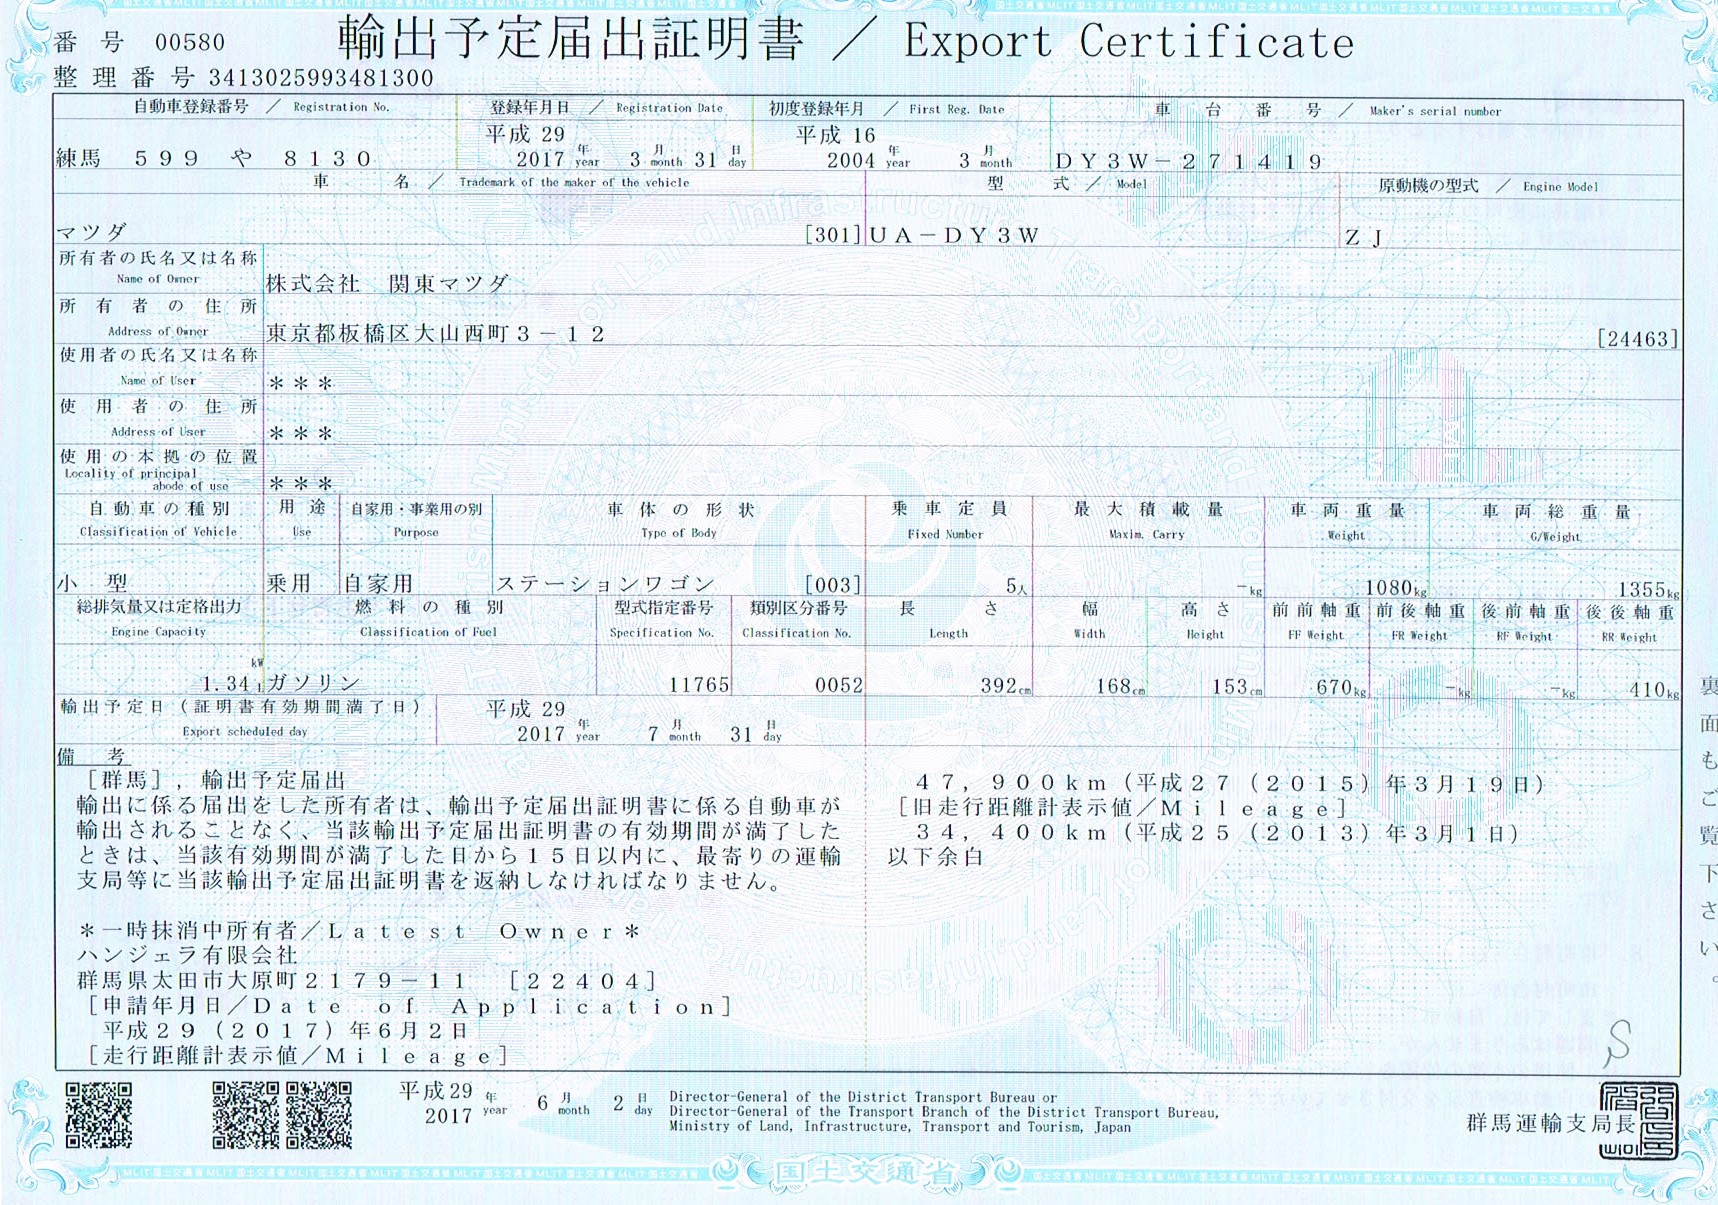 番 号 00580
輸出予定届出証明書 / Export Certificate
整 理 番 号 3413025993481300
自動車登録番号 / Registration No.
登録年月日 / Registration Date
初度登録年月 / First Reg. Date
車 台 番 号 / Maker's serial number
練馬 599 や 8130
平成 29
2017 年 year 3 月 month 31 日 day
平成 16
2004 年 year 3 月 month
DY3W-271419
車 名 / Trademark of the maker of the vehicle
型 式 / Model
原動機の型式 / Engine Model
マツダ [301]
UA-DY3W
ZJ
所有者の氏名又は名称
Name of Owner
株式会社 関東マツダ
所有者の住所
Address of Owner
東京都板橋区大山西町3-12 [24463]
使用者の氏名又は名称
Name of User
***
使用者の住所
Address of User
***
使用の本拠の位置
Locality of principal
abode of use
***
自動車の種別
Classification of Vehicle
用途
Use
自家用・事業用の別
Purpose
車体の形状
Type of Body
乗車定員
Fixed Number
最大積載量
Maxim. Carry
車両重量
Weight
車両総重量
G/Weight
小 型
乗用
自家用
ステーションワゴン [003]
5人
-kg
1080kg
1355kg
総排気量又は定格出力
Engine Capacity
燃料の種別
Classification of Fuel
型式指定番号
Specification No.
類別区分番号
Classification No.
長さ
Length
幅
Width
高さ
Height
前前軸重
FF Weight
前後軸重
FR Weight
後前軸重
RF Weight
後後軸重
RR Weight
kW
1.34 l
ガソリン
11765
0052
392cm
168cm
153cm
670kg
-kg
-kg
410kg
輸出予定日(証明書有効期間満了日)
Export scheduled day
平成 29
2017 年 year 7 月 month 31 日 day
備 考
[群馬],輸出予定届出
輸出に係る届出をした所有者は、輸出予定届出証明書に係る自動車が
輸出されることなく、当該輸出予定届出証明書の有効期間が満了した
ときは、当該有効期間が満了した日から15日以内に、最寄りの運輸
支局等に当該輸出予定届出証明書を返納しなければなりません。
*一時抹消中所有者/Latest Owner*
ハンジェラ有限会社
群馬県太田市大原町2179-11 [22404]
[申請年月日/Date of Application]
平成29(2017)年6月2日
[走行距離計表示値/Mileage]
47,900km(平成27(2015)年3月19日)
[旧走行距離計表示値/Mileage]
34,400km(平成25(2013)年3月1日)
以下余白
裏面もご覧下さい。
平成29
2017 年 year 6 月 month 2 日 day
Director-General of the District Transport Bureau or
Director-General of the Transport Branch of the District Transport Bureau,
Ministry of Land, Infrastructure, Transport and Tourism, Japan
群馬運輸支局長
国土交通省